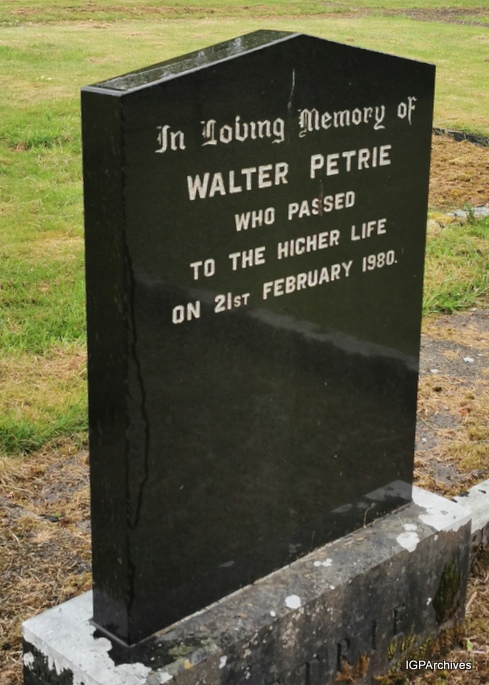 In Loving Memory of
WALTER PETRIE
WHO PASSED
TO THE HIGHER LIFE
ON 21ST FEBRUARY 1980.
IGPArchives